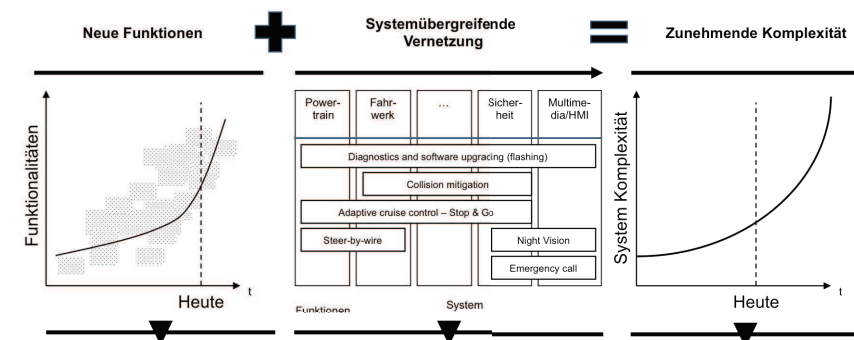 Neue Funktionen
Systemübergreifende
Vernetzung
Zunehmende Komplexität
Funktionalitäten
Heute
t
Power-
train
Fahr-
werk
...
Sicher-
heit
Multime-
dia/HMI
Diagnostics and software upgracing (flashing)
Collision mitigation
Adaptive cruise control – Stop & Go
Steer-by-wire
Night Vision
Emergency call
Funktionen
System
System Komplexität
Heute
t